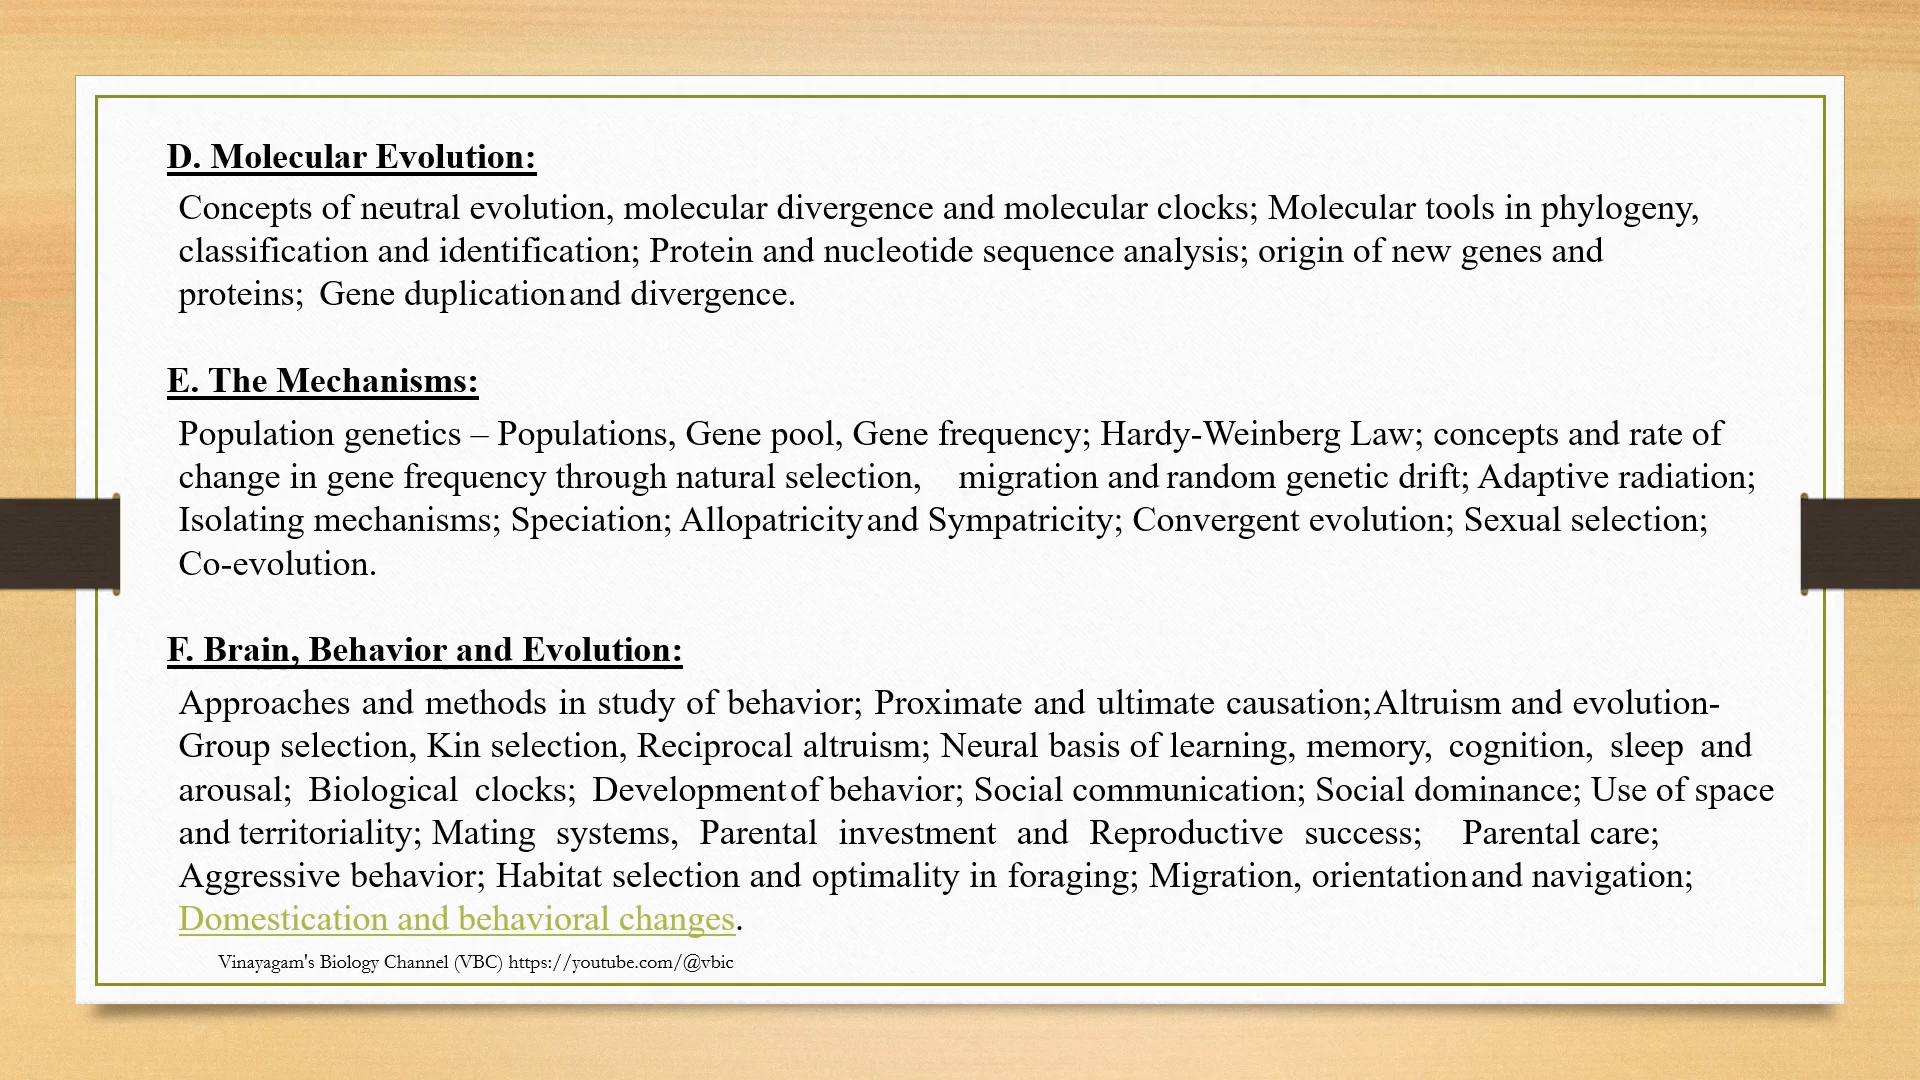 D. Molecular Evolution:
Concepts of neutral evolution, molecular divergence and molecular clocks; Molecular tools in phylogeny,
classification and identification; Protein and nucleotide sequence analysis; origin of new genes and
proteins; Gene duplication and divergence.
E. The Mechanisms:
Population genetics – Populations, Gene pool, Gene frequency; Hardy-Weinberg Law; concepts and rate of
change in gene frequency through natural selection, migration and random genetic drift; Adaptive radiation;
Isolating mechanisms; Speciation; Allopatricity and Sympatricity; Convergent evolution; Sexual selection;
Co-evolution.
F. Brain, Behavior and Evolution:
Approaches and methods in study of behavior; Proximate and ultimate causation; Altruism and evolution-
Group selection, Kin selection, Reciprocal altruism; Neural basis of learning, memory, cognition, sleep and
arousal; Biological clocks; Development of behavior; Social communication; Social dominance; Use of space
and territoriality; Mating systems, Parental investment and Reproductive success; Parental care;
Aggressive behavior; Habitat selection and optimality in foraging; Migration, orientation and navigation;
Domestication and behavioral changes.
Vinayagam's Biology Channel (VBC) https://youtube.com/@vbic